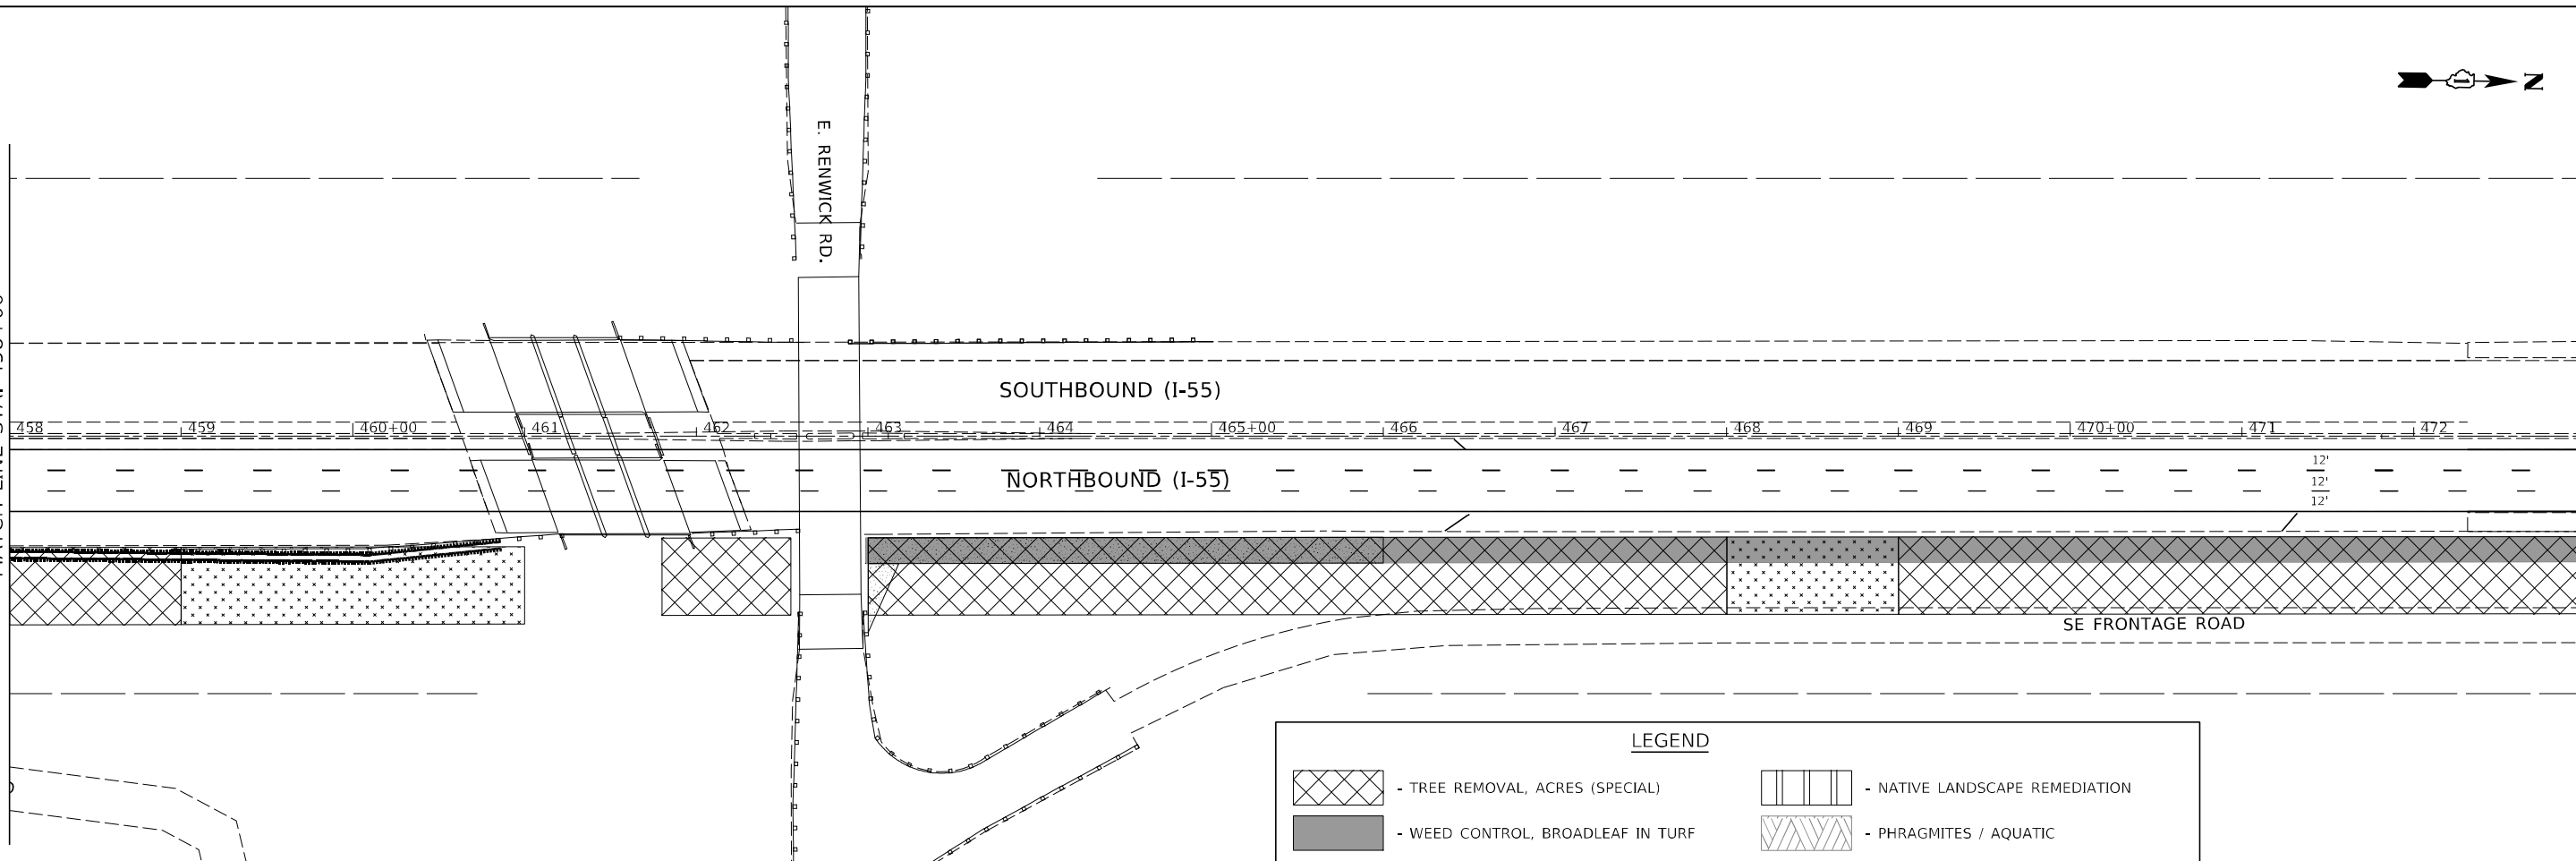 N
E. RENWICK RD.
SOUTHBOUND (I-55)
458 459 460+00 461 462 463 464 465+00 466 467 468 469 470+00 471 472
NORTHBOUND (I-55)
12'
12'
12'
SE FRONTAGE ROAD
LEGEND
- TREE REMOVAL, ACRES (SPECIAL)
- NATIVE LANDSCAPE REMEDIATION
- WEED CONTROL, BROADLEAF IN TURF
- PHRAGMITES / AQUATIC